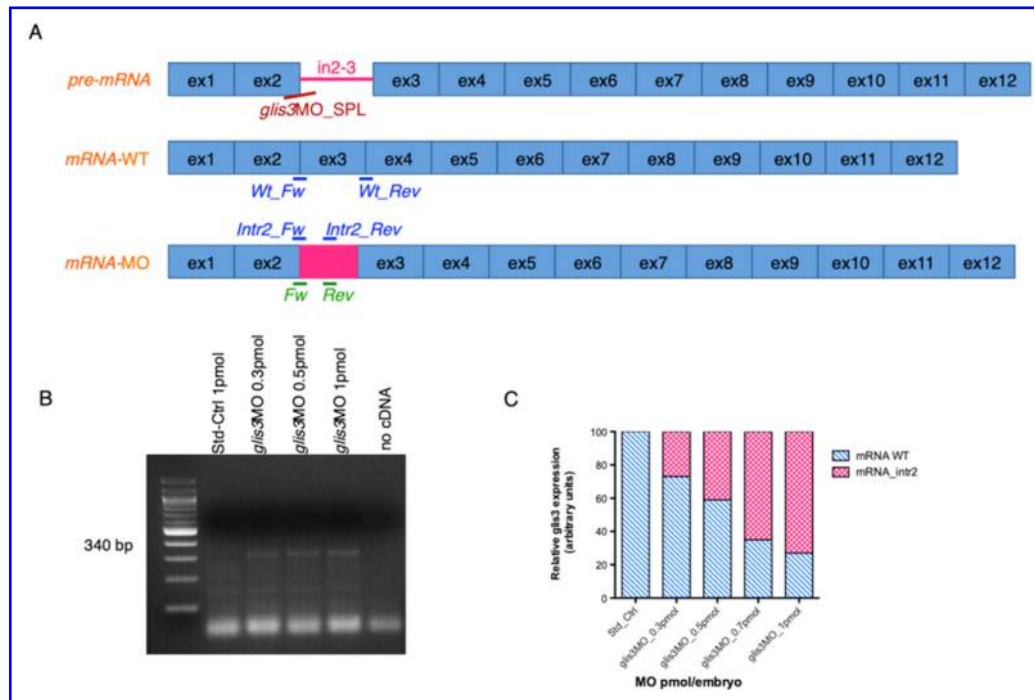 A
pre-mRNA
ex1 ex2 in2-3 ex3 ex4 ex5 ex6 ex7 ex8 ex9 ex10 ex11 ex12
glis3MO_SPL
mRNA-WT
ex1 ex2 ex3 ex4 ex5 ex6 ex7 ex8 ex9 ex10 ex11 ex12
Wt_Fw Wt_Rev
Intr2_Fw Intr2_Rev
mRNA-MO
ex1 ex2 ex3 ex4 ex5 ex6 ex7 ex8 ex9 ex10 ex11 ex12
Fw Rev
B
Std-Ctrl 1pmol
glis3MO 0.3pmol
glis3MO 0.5pmol
glis3MO 1pmol
no cDNA
340 bp
C
Relative glis3 expression
(arbitrary units)
100
80
60
40
20
0
mRNA WT
mRNA_intr2
Std_Ctrl
glis3MO_0.3pmol
glis3MO_0.5pmol
glis3MO_0.7pmol
glis3MO_1pmol
MO pmol/embryo